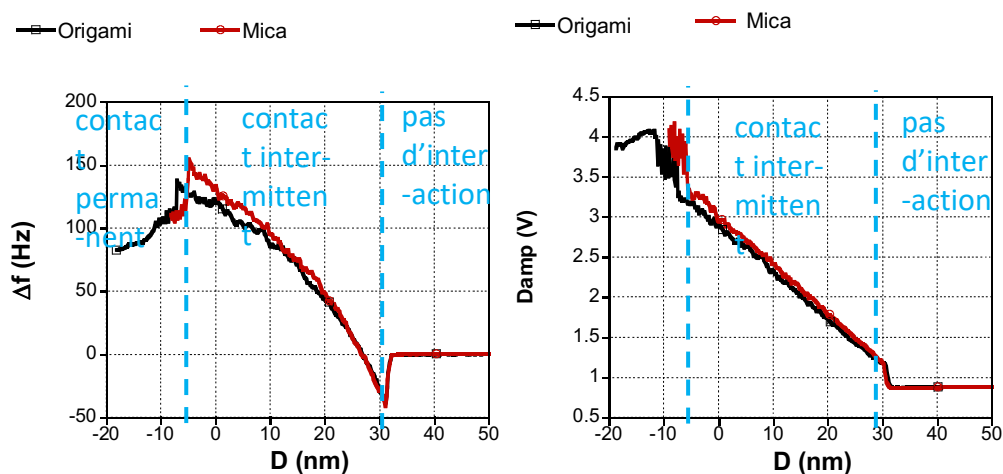 Origami Mica
200
150
100
50
0
-50
-20 -10 0 10 20 30 40 50
Δf (Hz)
D (nm)
contac
t
perma
-nent
contac
t inter-
mitten
t
pas
d'inter
-action
Origami Mica
4.5
4
3.5
3
2.5
2
1.5
1
0.5
-20 -10 0 10 20 30 40 50
Damp (V)
D (nm)
contac
t inter-
mitten
t
pas
d'inter
-action